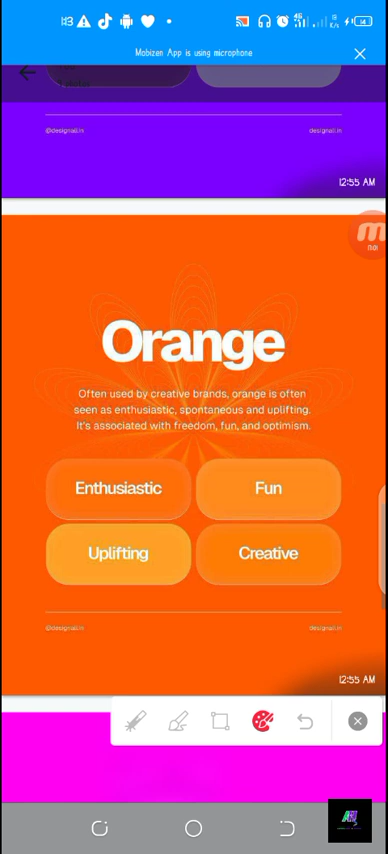 Mobizen App is using microphone
@designall.in
designall.in
12:55 AM
Orange
Often used by creative brands, orange is often
seen as enthusiastic, spontaneous and uplifting.
It's associated with freedom, fun, and optimism.
Enthusiastic
Fun
Uplifting
Creative
@designall.in
designall.in
12:55 AM